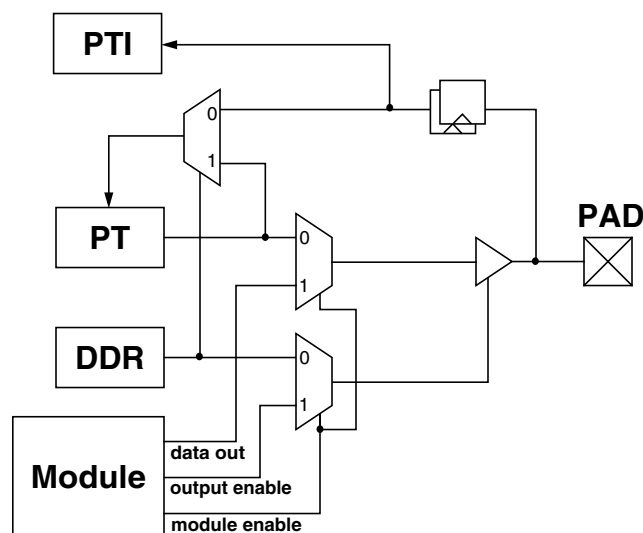 PTI
0
1
PAD
PT
0
1
DDR
0
1
data out
Module
output enable
module enable